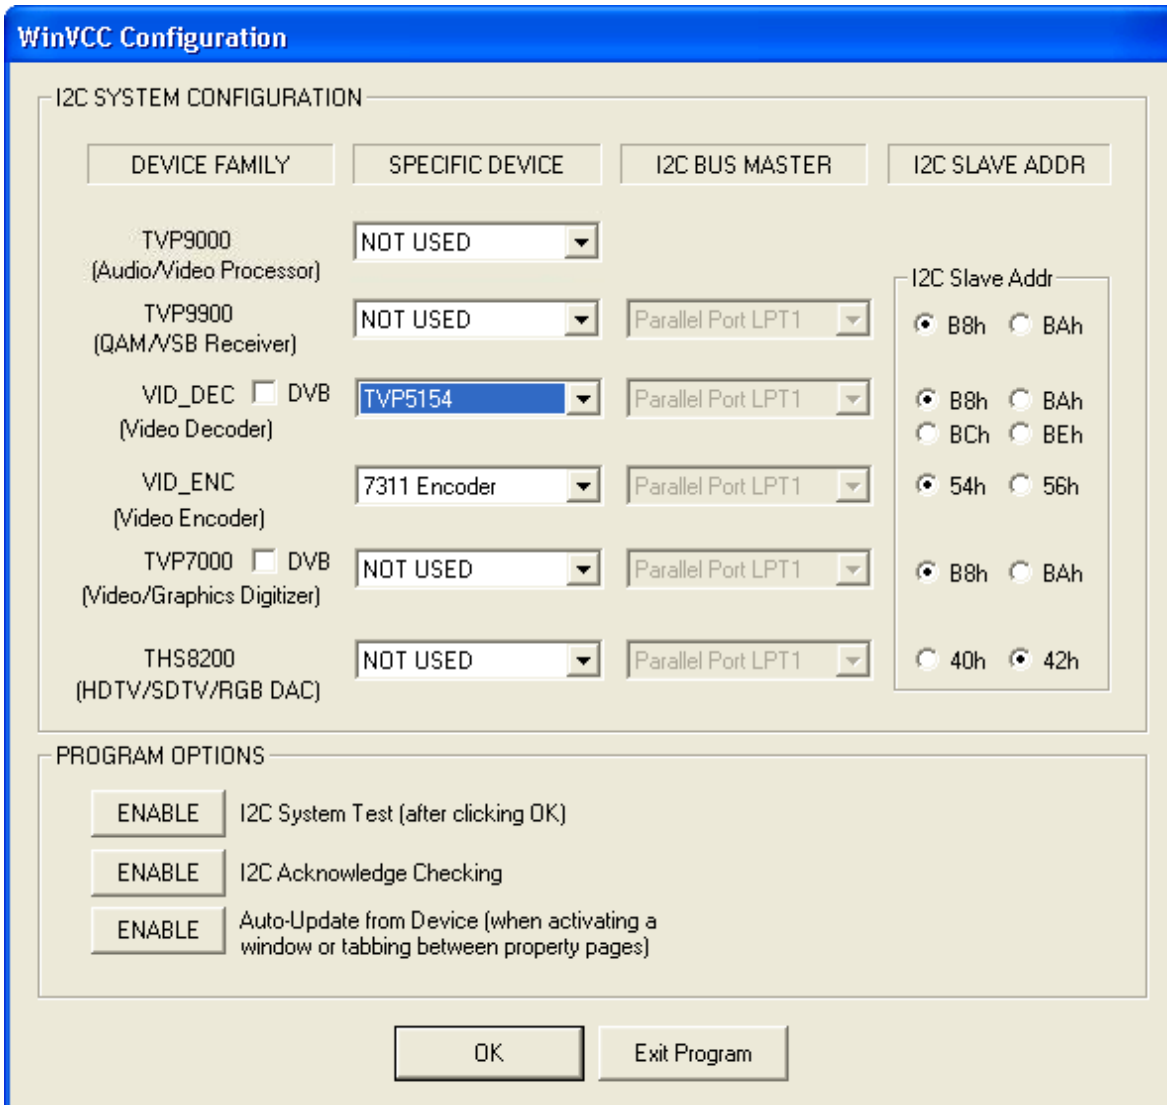 WinVCC Configuration
I2C SYSTEM CONFIGURATION
DEVICE FAMILY SPECIFIC DEVICE I2C BUS MASTER I2C SLAVE ADDR
TVP9000 NOT USED
(Audio/Video Processor)
I2C Slave Addr
TVP9900 NOT USED Parallel Port LPT1 B8h BAh
(QAM/VSB Receiver)
VID_DEC DVB TVP5154 Parallel Port LPT1 B8h BAh
(Video Decoder) BCh BEh
VID_ENC 7311 Encoder Parallel Port LPT1 54h 56h
(Video Encoder)
TVP7000 DVB NOT USED Parallel Port LPT1 B8h BAh
(Video/Graphics Digitizer)
THS8200 NOT USED Parallel Port LPT1 40h 42h
(HDTV/SDTV/RGB DAC)
PROGRAM OPTIONS
ENABLE I2C System Test (after clicking OK)
ENABLE I2C Acknowledge Checking
ENABLE Auto-Update from Device (when activating a
window or tabbing between property pages)
OK Exit Program